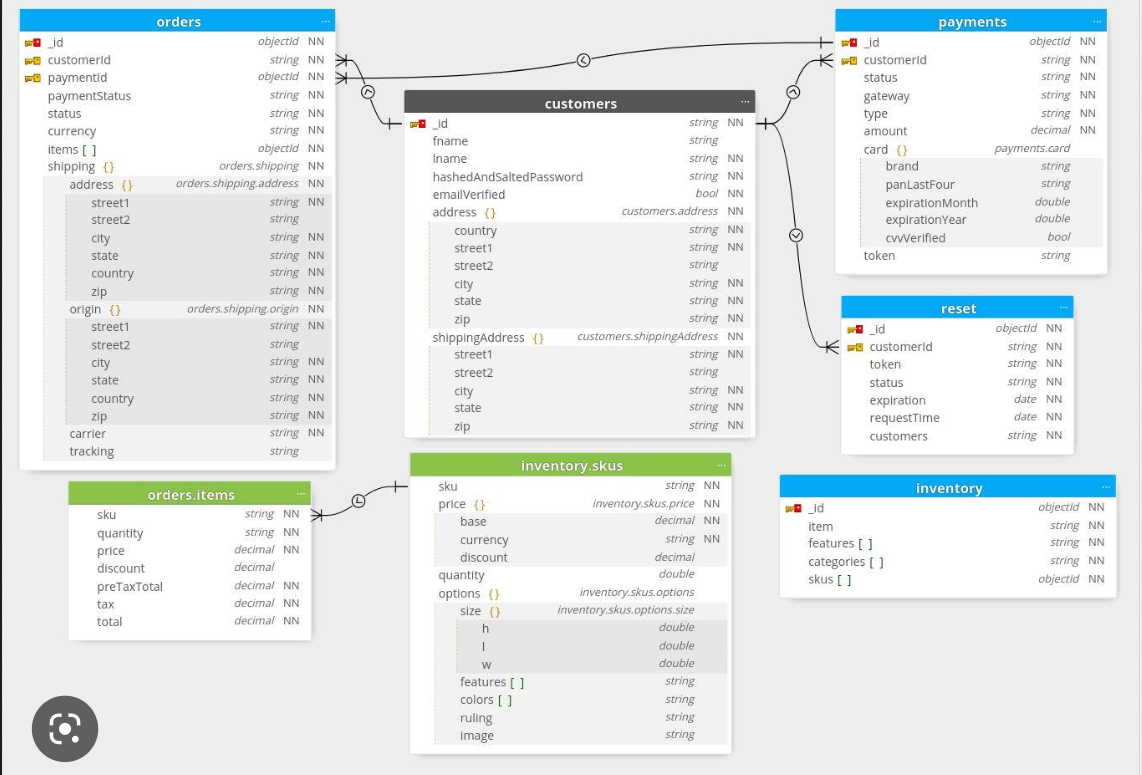 orders ...
_id objectId NN
customerId string NN
paymentId objectId NN
paymentStatus string NN
status string NN
currency string NN
items [ ] objectId NN
shipping {} orders.shipping NN
address {} orders.shipping.address NN
street1 string NN
street2 string
city string NN
state string NN
country string NN
zip string NN
origin {} orders.shipping.origin NN
street1 string NN
street2 string
city string NN
state string NN
country string NN
zip string NN
carrier string NN
tracking string
customers ...
_id string NN
fname string
lname string NN
hashedAndSaltedPassword string NN
emailVerified bool NN
address {} customers.address NN
country string NN
street1 string NN
street2 string
city string NN
state string NN
zip string NN
shippingAddress {} customers.shippingAddress NN
street1 string NN
street2 string
city string NN
state string NN
zip string NN
payments ...
_id objectId NN
customerId string NN
status string NN
gateway string NN
type string NN
amount decimal NN
card {} payments.card
brand string
panLastFour string
expirationMonth double
expirationYear double
cvvVerified bool
token string
reset ...
_id objectId NN
customerId string NN
token string NN
status string NN
expiration date NN
requestTime date NN
customers string NN
orders.items ...
sku string NN
quantity string NN
price decimal NN
discount decimal
preTaxTotal decimal NN
tax decimal NN
total decimal NN
inventory.skus ...
sku string NN
price {} inventory.skus.price NN
base decimal NN
currency string NN
discount decimal
quantity double
options {} inventory.skus.options
size {} inventory.skus.options.size
h double
l double
w double
features [ ] string
colors [ ] string
ruling string
image string
inventory ...
_id objectId NN
item string NN
features [ ] string NN
categories [ ] string NN
skus [ ] objectId NN